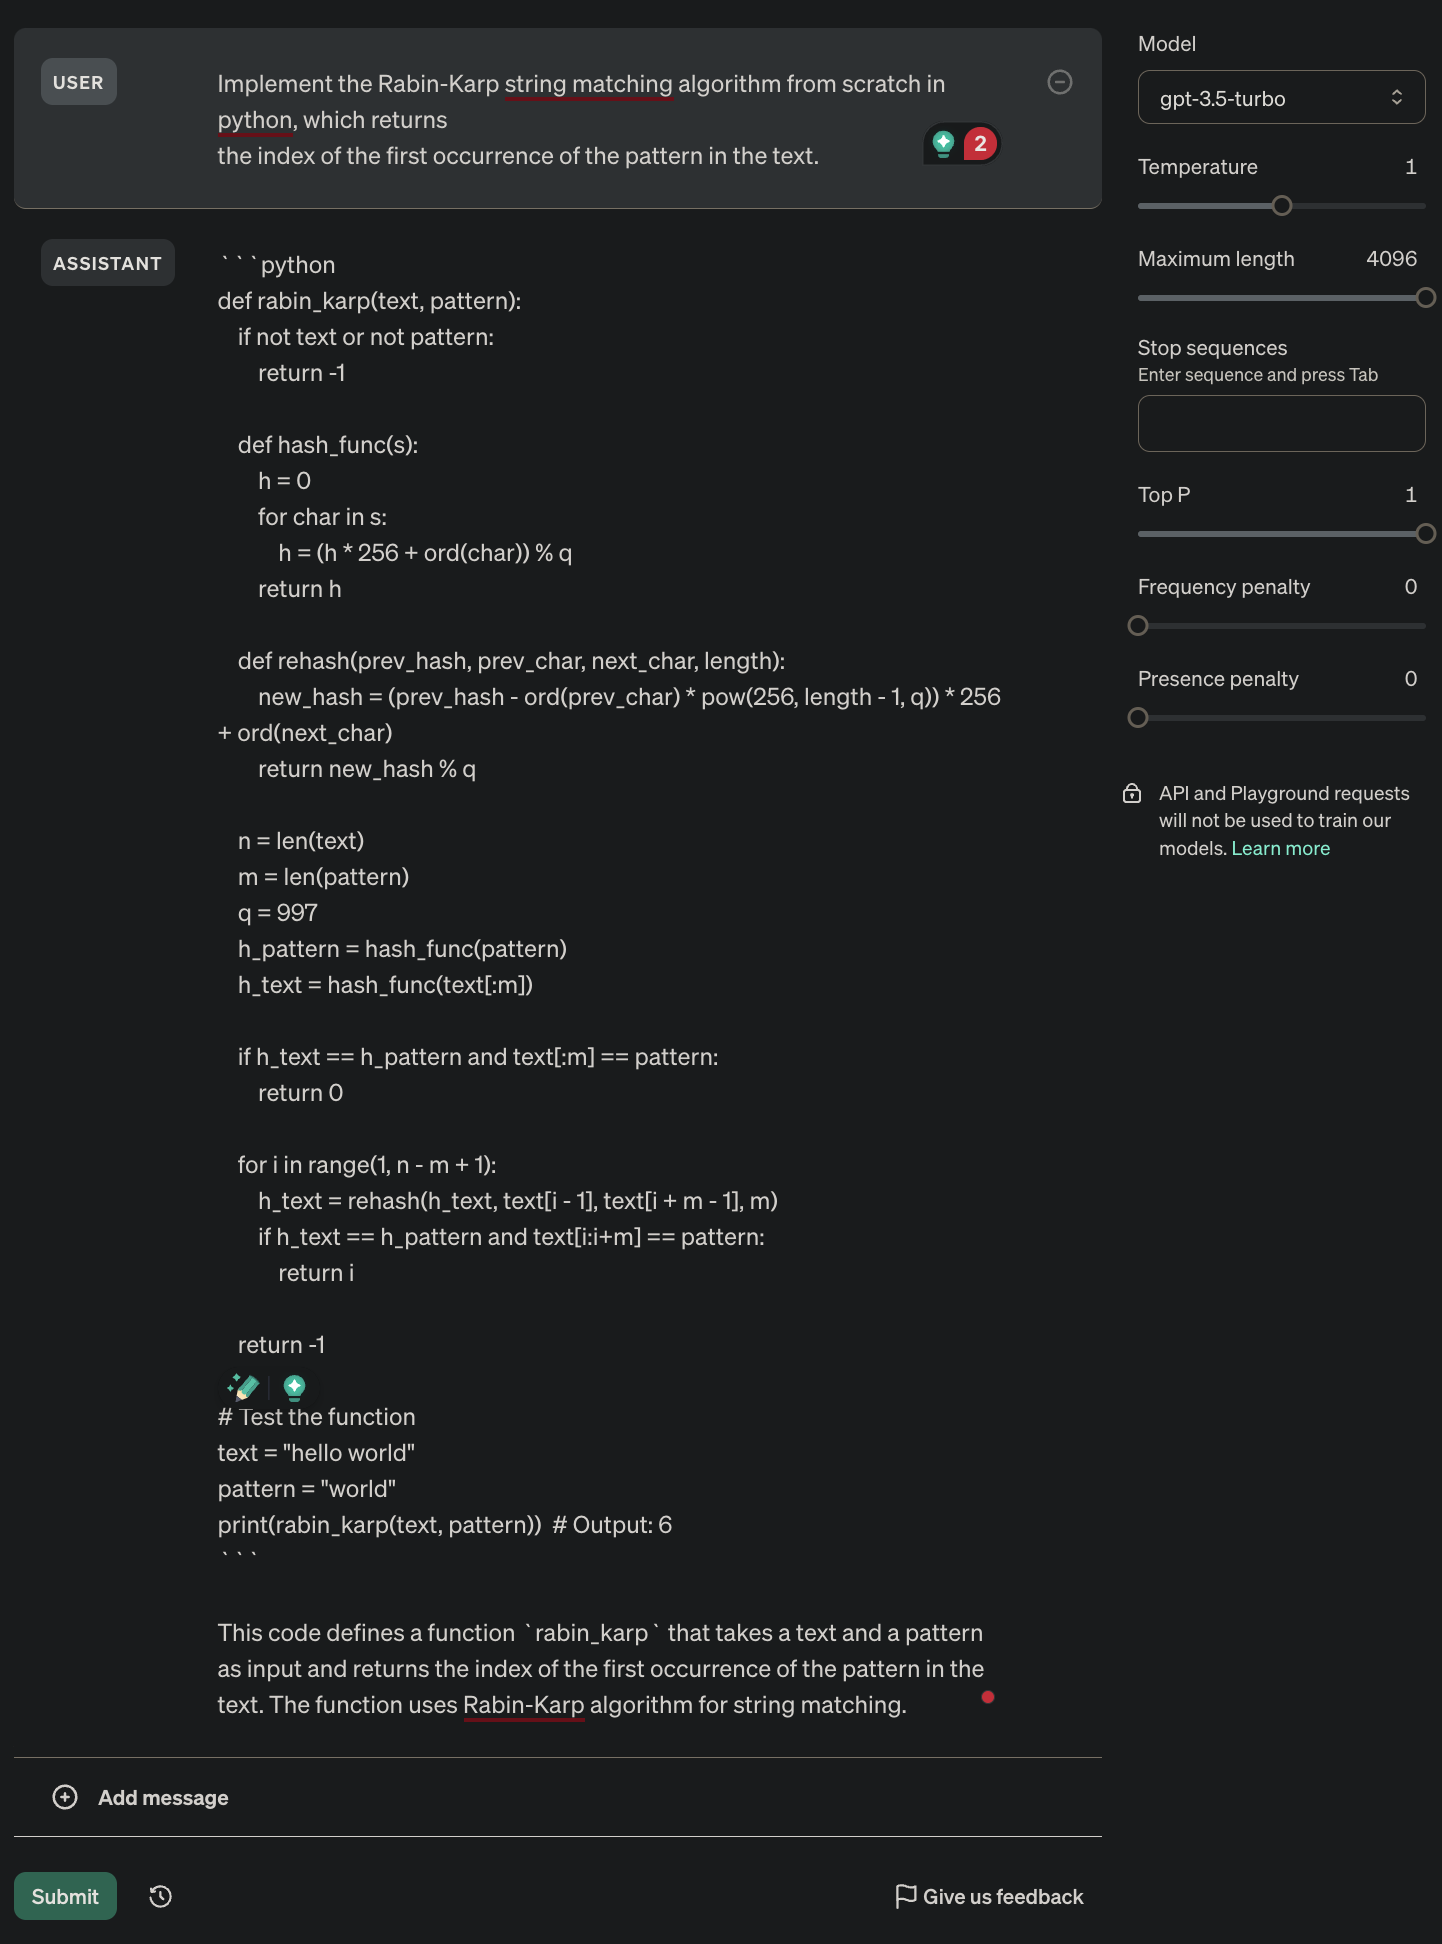 USER
Implement the Rabin-Karp string matching algorithm from scratch in
python, which returns
the index of the first occurrence of the pattern in the text.
2
ASSISTANT
```python
def rabin_karp(text, pattern):
    if not text or not pattern:
        return -1

    def hash_func(s):
        h = 0
        for char in s:
            h = (h * 256 + ord(char)) % q
        return h

    def rehash(prev_hash, prev_char, next_char, length):
        new_hash = (prev_hash - ord(prev_char) * pow(256, length - 1, q)) * 256
+ ord(next_char)
        return new_hash % q

    n = len(text)
    m = len(pattern)
    q = 997
    h_pattern = hash_func(pattern)
    h_text = hash_func(text[:m])

    if h_text == h_pattern and text[:m] == pattern:
        return 0

    for i in range(1, n - m + 1):
        h_text = rehash(h_text, text[i - 1], text[i + m - 1], m)
        if h_text == h_pattern and text[i:i+m] == pattern:
            return i

    return -1

# Test the function
text = "hello world"
pattern = "world"
print(rabin_karp(text, pattern))  # Output: 6
```

This code defines a function `rabin_karp` that takes a text and a pattern
as input and returns the index of the first occurrence of the pattern in the
text. The function uses Rabin-Karp algorithm for string matching.
Add message
Submit
Give us feedback
Model
gpt-3.5-turbo
Temperature 1
Maximum length 4096
Stop sequences
Enter sequence and press Tab
Top P 1
Frequency penalty 0
Presence penalty 0
API and Playground requests
will not be used to train our
models. Learn more